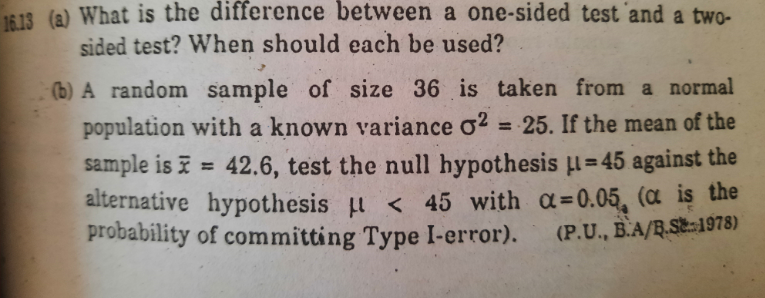 16.13 (a) What is the difference between a one-sided test and a two-
sided test? When should each be used?
(b) A random sample of size 36 is taken from a normal
population with a known variance σ² = 25. If the mean of the
sample is x̄ = 42.6, test the null hypothesis μ=45 against the
alternative hypothesis μ < 45 with α=0.05, (α is the
probability of committing Type I-error). (P.U., B.A/B.Sc. 1978)